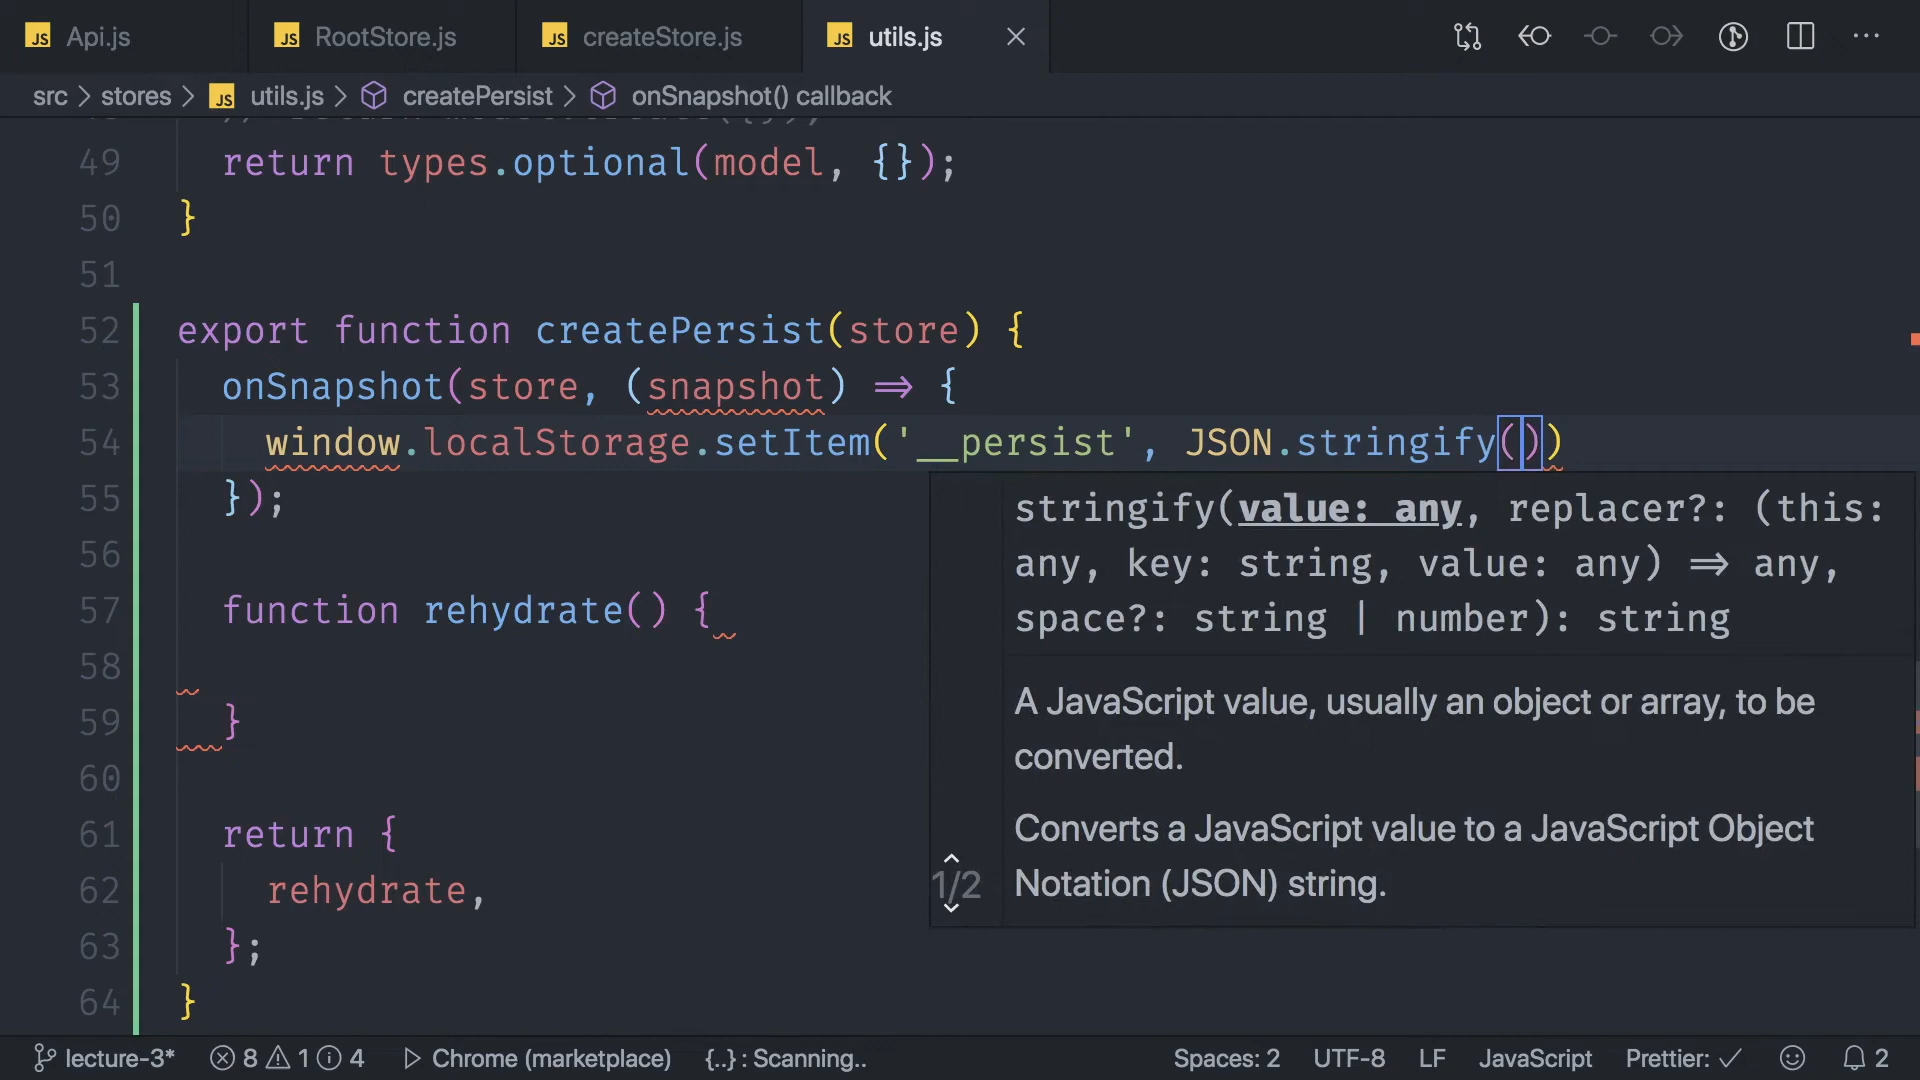 JS Api.js JS RootStore.js JS createStore.js JS utils.js
src > stores > JS utils.js > createPersist > onSnapshot() callback
49 return types.optional(model, {});
50 }
51
52 export function createPersist(store) {
53 onSnapshot(store, (snapshot) => {
54 window.localStorage.setItem('__persist', JSON.stringify())
55 });
56
57 function rehydrate() {
58
59 }
60
61 return {
62 rehydrate,
63 };
64 }
stringify(value: any, replacer?: (this:
any, key: string, value: any) => any,
space?: string | number): string
A JavaScript value, usually an object or array, to be
converted.
Converts a JavaScript value to a JavaScript Object
Notation (JSON) string.
1/2
lecture-3* 8 1 4 Chrome (marketplace) {..} : Scanning.. Spaces: 2 UTF-8 LF JavaScript Prettier: ✓ 2